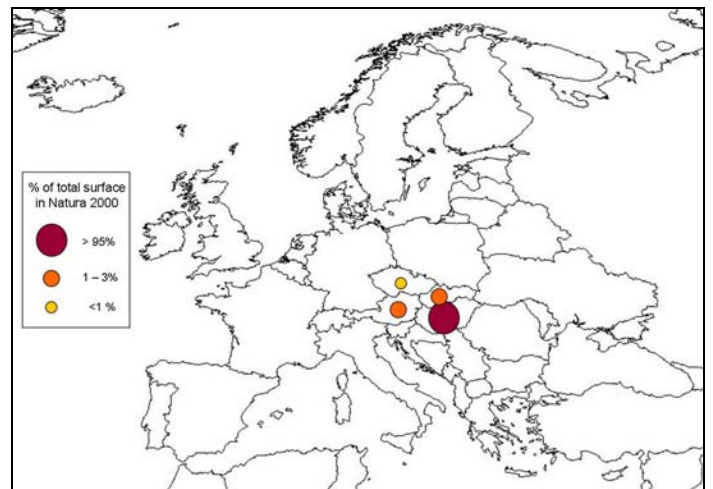 % of total surface
in Natura 2000
> 95%
1 – 3%
<1 %